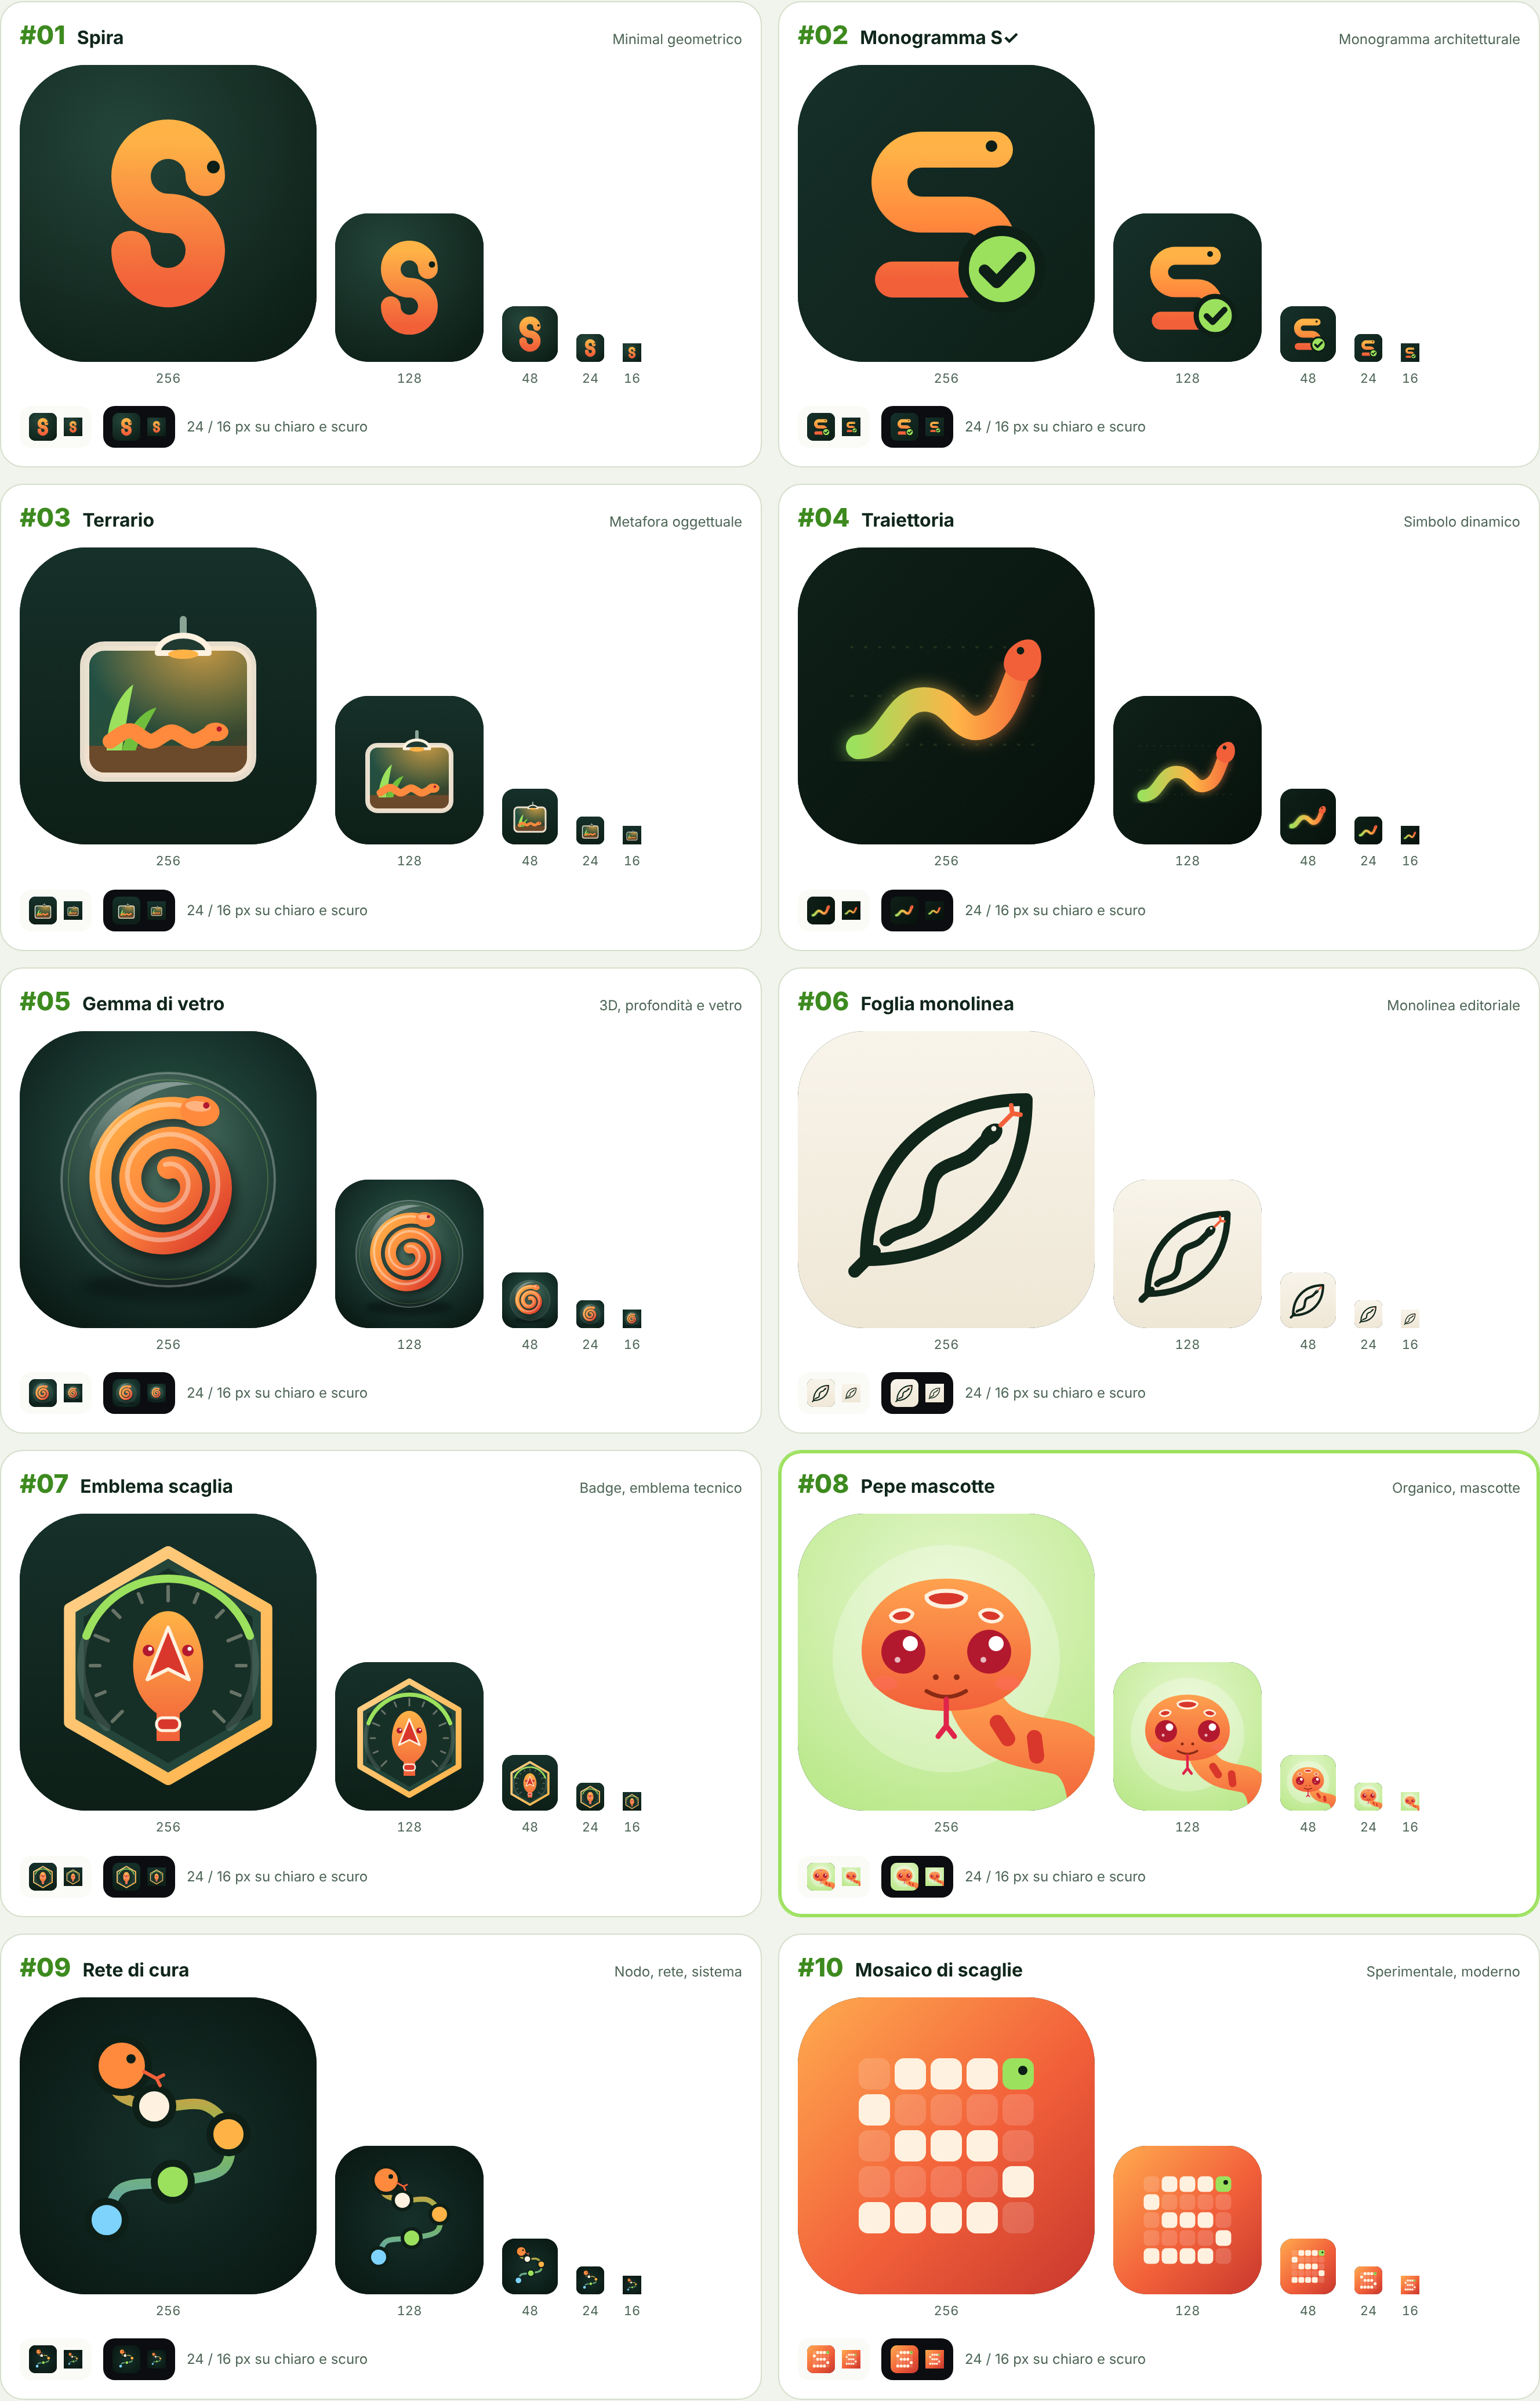 #01 Spira Minimal geometrico
256 128 48 24 16
24 / 16 px su chiaro e scuro
#02 Monogramma S✓ Monogramma architetturale
256 128 48 24 16
24 / 16 px su chiaro e scuro
#03 Terrario Metafora oggettuale
256 128 48 24 16
24 / 16 px su chiaro e scuro
#04 Traiettoria Simbolo dinamico
256 128 48 24 16
24 / 16 px su chiaro e scuro
#05 Gemma di vetro 3D, profondità e vetro
256 128 48 24 16
24 / 16 px su chiaro e scuro
#06 Foglia monolinea Monolinea editoriale
256 128 48 24 16
24 / 16 px su chiaro e scuro
#07 Emblema scaglia Badge, emblema tecnico
256 128 48 24 16
24 / 16 px su chiaro e scuro
#08 Pepe mascotte Organico, mascotte
256 128 48 24 16
24 / 16 px su chiaro e scuro
#09 Rete di cura Nodo, rete, sistema
256 128 48 24 16
24 / 16 px su chiaro e scuro
#10 Mosaico di scaglie Sperimentale, moderno
256 128 48 24 16
24 / 16 px su chiaro e scuro